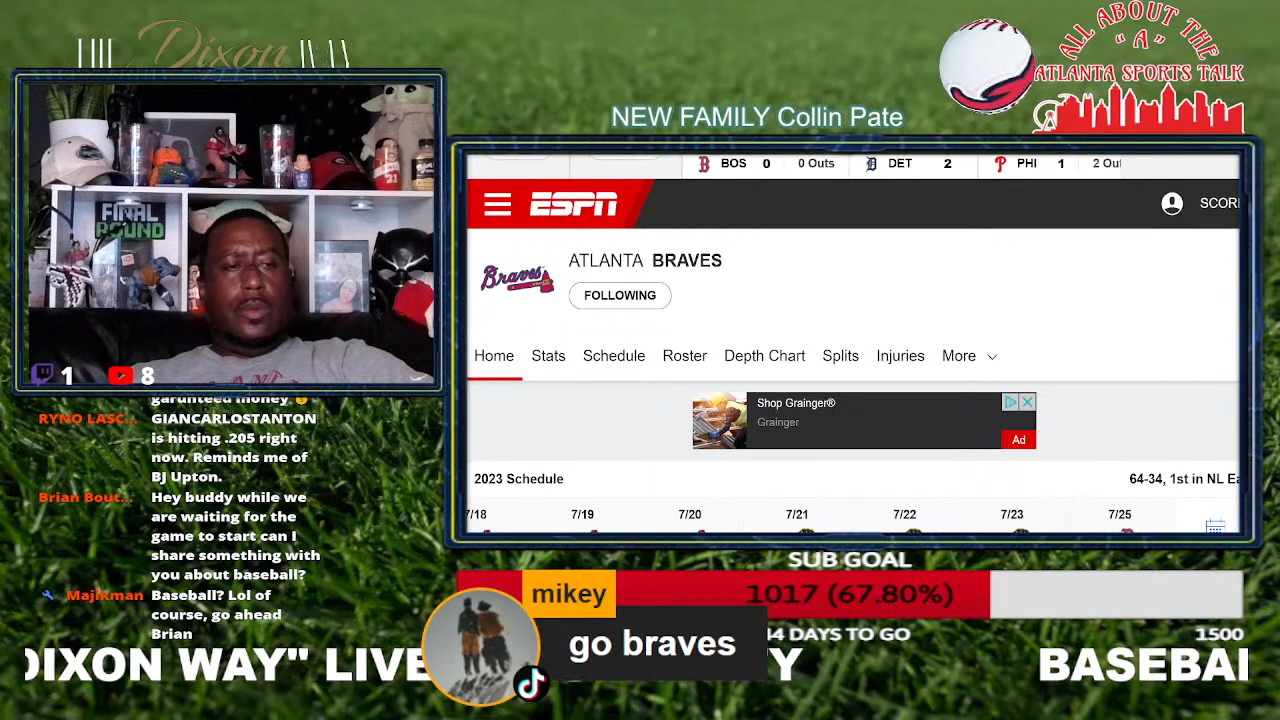 Dixon
ALL ABOUT THE
"A"
ATLANTA SPORTS TALK
NEW FAMILY Collin Pate
BOS 0 0 Outs DET 2 PHI 1 2 Out
ESPN
SCORE
ATLANTA BRAVES
Braves
FOLLOWING
Home Stats Schedule Roster Depth Chart Splits Injuries More
Shop Grainger®
Grainger
Ad
2023 Schedule 64-34, 1st in NL Ea
7/18 7/19 7/20 7/21 7/22 7/23 7/25
FINAL
ROUND
21
1 8
garunteed money
RYNO LASC... GIANCARLOSTANTON
is hitting .205 right
now. Reminds me of
BJ Upton.
Brian Bout... Hey buddy while we
are waiting for the
game to start can I
share something with
you about baseball?
Majikman Baseball? Lol of
course, go ahead
Brian
SUB GOAL
1017 (67.80%)
4 DAYS TO GO 1500
mikey
go braves
DIXON WAY" LIVE Y BASEBAL